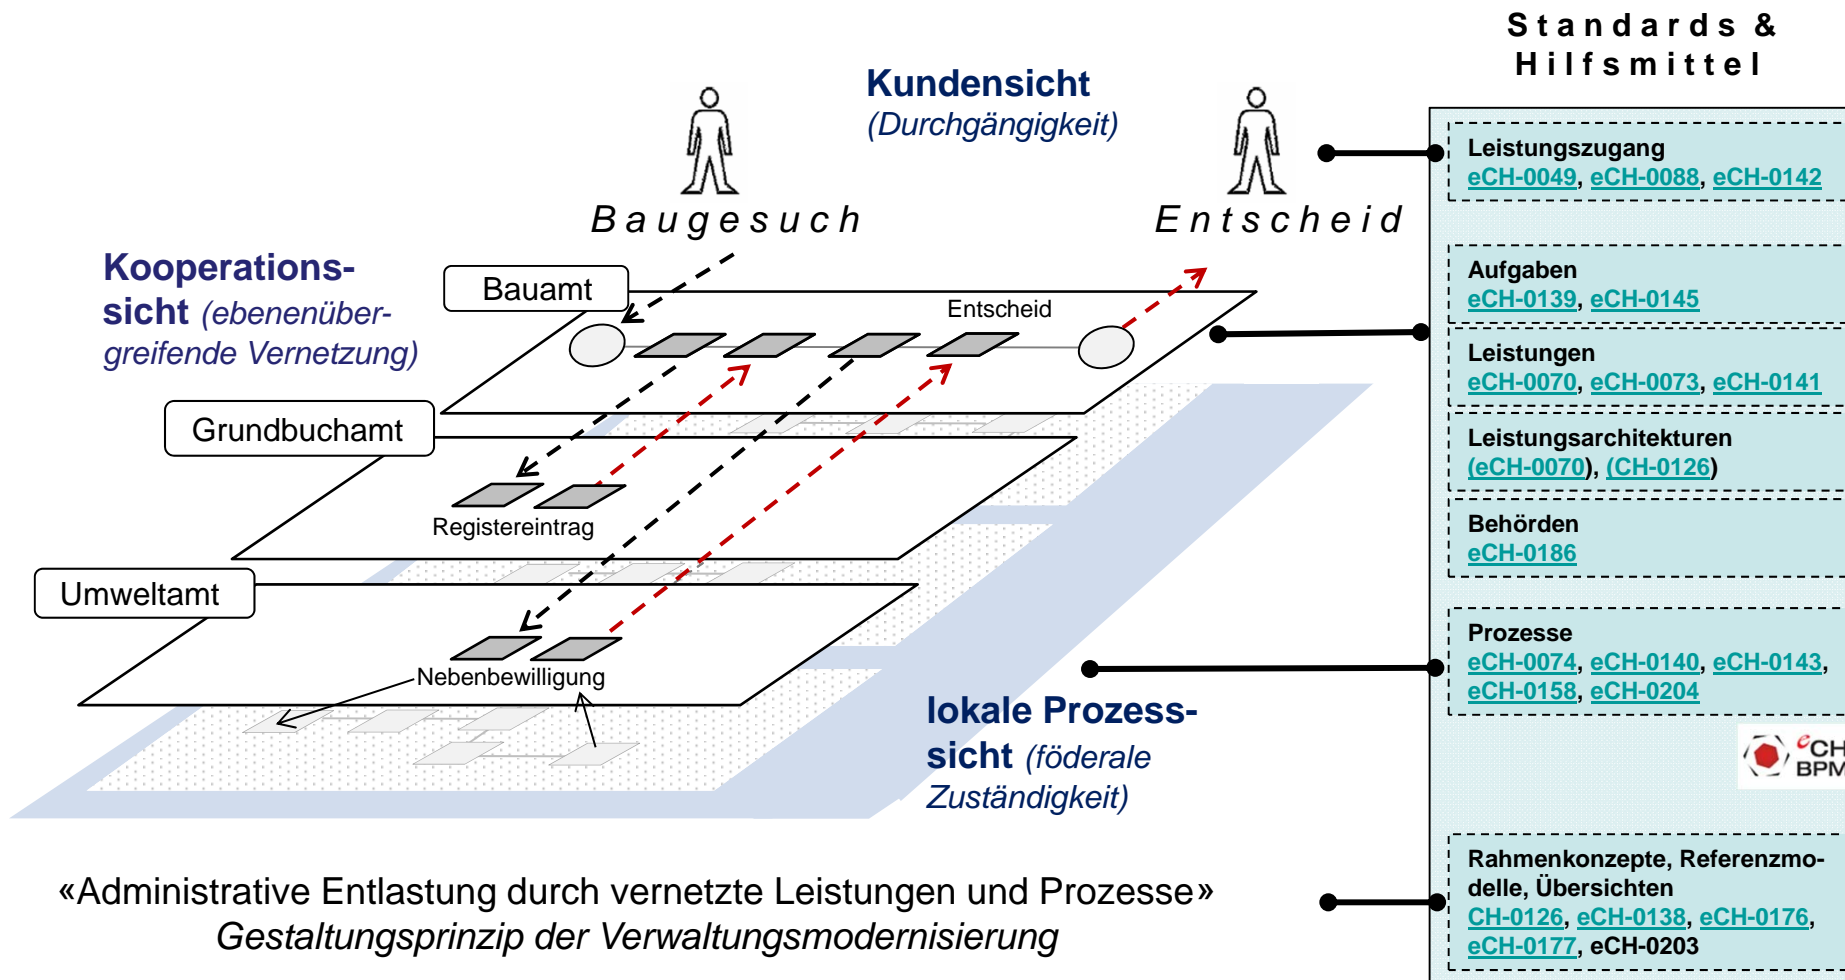 Standards &
Hilfsmittel
Kundensicht
(Durchgängigkeit)
Baugesuch
Entscheid
Kooperations-
sicht (ebenenüber-
greifende Vernetzung)
Bauamt
Entscheid
Grundbuchamt
Registereintrag
Umweltamt
Nebenbewilligung
lokale Prozess-
sicht (föderale
Zuständigkeit)
«Administrative Entlastung durch vernetzte Leistungen und Prozesse»
Gestaltungsprinzip der Verwaltungsmodernisierung
Leistungszugang
eCH-0049, eCH-0088, eCH-0142
Aufgaben
eCH-0139, eCH-0145
Leistungen
eCH-0070, eCH-0073, eCH-0141
Leistungsarchitekturen
(eCH-0070), (CH-0126)
Behörden
eCH-0186
Prozesse
eCH-0074, eCH-0140, eCH-0143,
eCH-0158, eCH-0204
eCH
BPM
Rahmenkonzepte, Referenzmo-
delle, Übersichten
CH-0126, eCH-0138, eCH-0176,
eCH-0177, eCH-0203